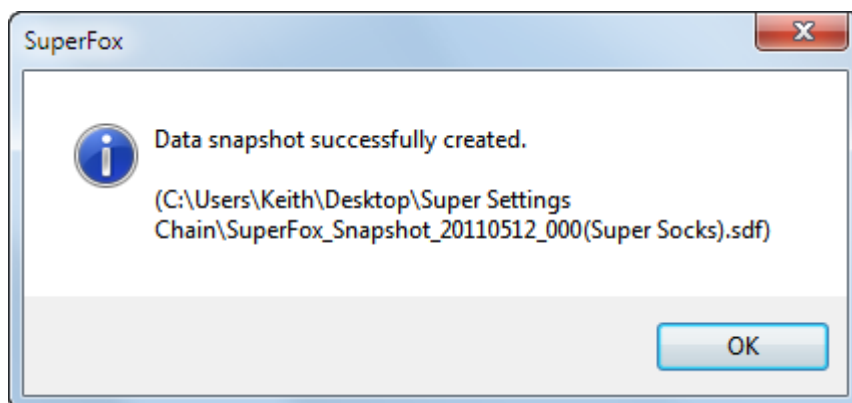 SuperFox
Data snapshot successfully created.
(C:\Users\Keith\Desktop\Super Settings
Chain\SuperFox_Snapshot_20110512_000(Super Socks).sdf)
OK